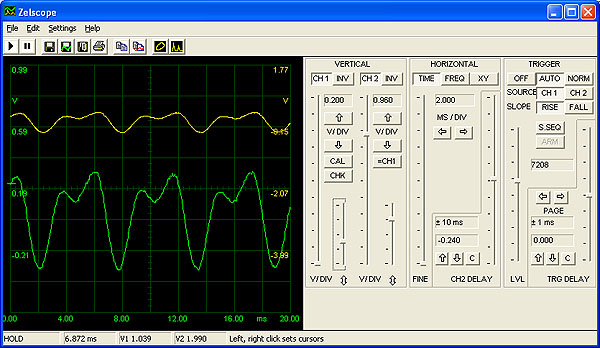 Zelscope
File Edit Settings Help
0.99 1.77
V V
0.59 -0.15
0.19 -2.07
-0.21 -3.99
0.00 4.00 8.00 12.00 ms 16.00 20.00
VERTICAL
CH 1 INV CH 2 INV
0.200 0.960
V/DIV V/DIV
CAL =CH1
CHK
V/DIV V/DIV
HORIZONTAL
TIME FREQ XY
2.000
MS / DIV
± 10 ms
-0.240
C
FINE CH2 DELAY
TRIGGER
OFF AUTO NORM
SOURCE CH 1 CH 2
SLOPE RISE FALL
S.SEQ
ARM
7208
PAGE
± 1 ms
0.000
C
LVL TRG DELAY
HOLD 6.872 ms V1 1.039 V2 1.990 Left, right click sets cursors